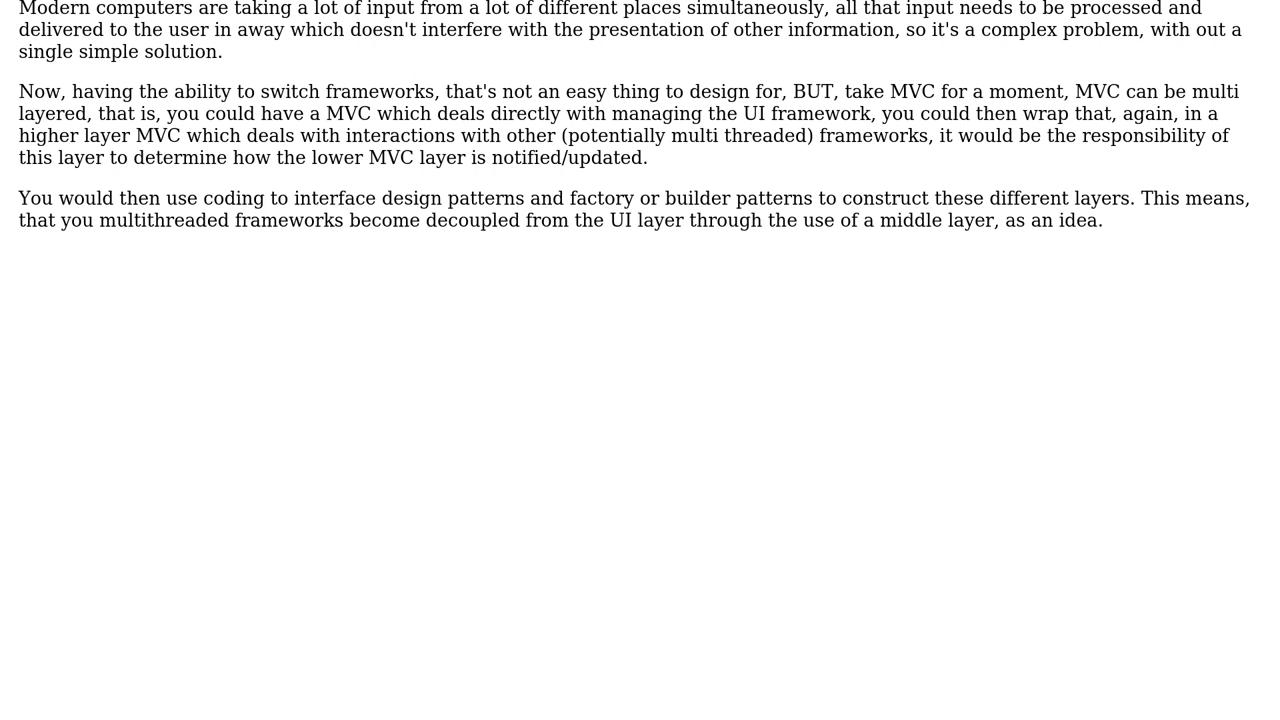 Modern computers are taking a lot of input from a lot of different places simultaneously, all that input needs to be processed and
delivered to the user in away which doesn't interfere with the presentation of other information, so it's a complex problem, with out a
single simple solution.
Now, having the ability to switch frameworks, that's not an easy thing to design for, BUT, take MVC for a moment, MVC can be multi
layered, that is, you could have a MVC which deals directly with managing the UI framework, you could then wrap that, again, in a
higher layer MVC which deals with interactions with other (potentially multi threaded) frameworks, it would be the responsibility of
this layer to determine how the lower MVC layer is notified/updated.
You would then use coding to interface design patterns and factory or builder patterns to construct these different layers. This means,
that you multithreaded frameworks become decoupled from the UI layer through the use of a middle layer, as an idea.